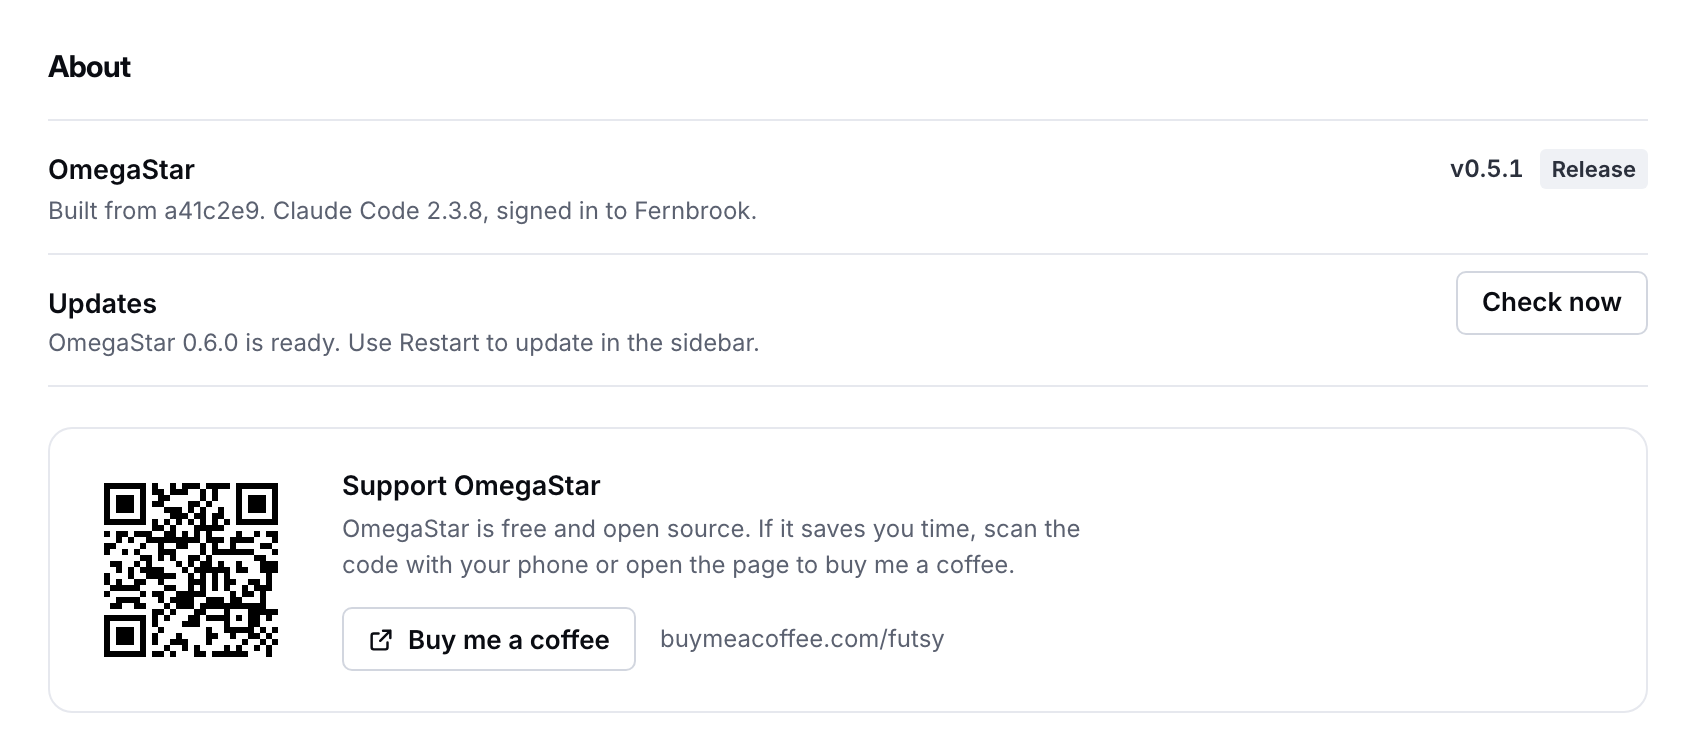 About
OmegaStar
v0.5.1 Release
Built from a41c2e9. Claude Code 2.3.8, signed in to Fernbrook.
Updates
Check now
OmegaStar 0.6.0 is ready. Use Restart to update in the sidebar.
Support OmegaStar
OmegaStar is free and open source. If it saves you time, scan the
code with your phone or open the page to buy me a coffee.
Buy me a coffee
buymeacoffee.com/futsy